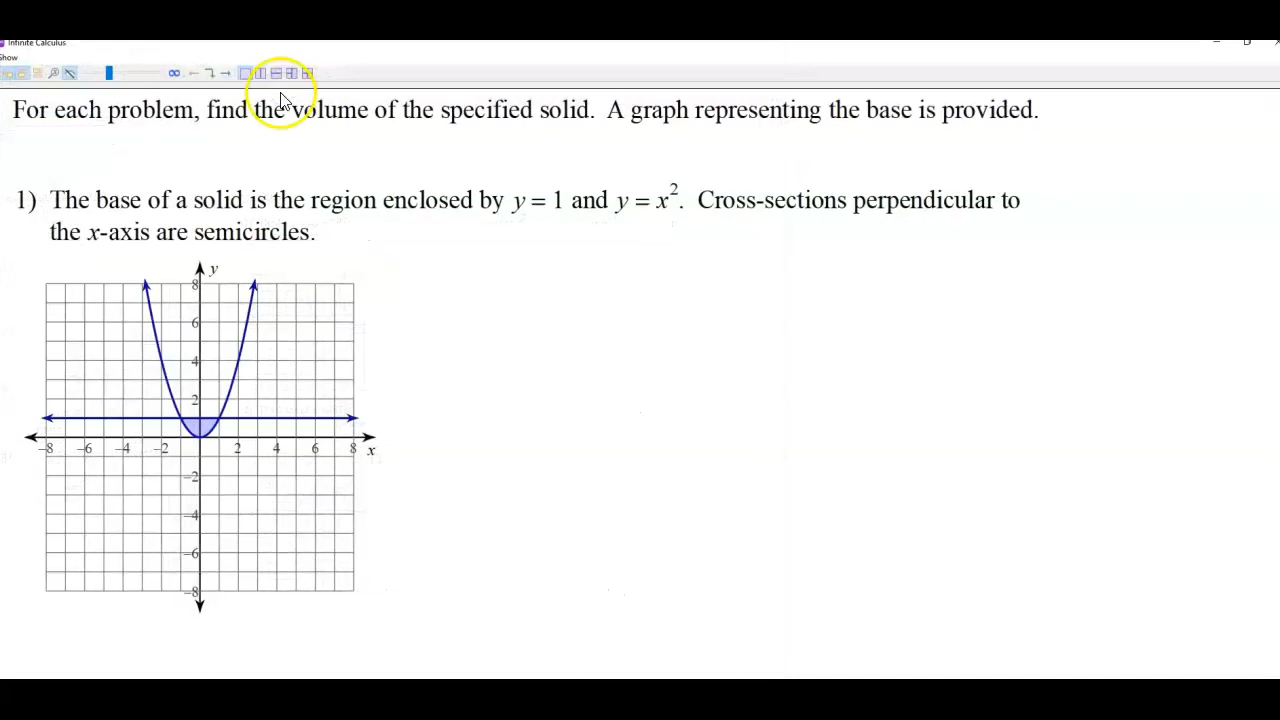 Infinite Calculus
Show
For each problem, find the volume of the specified solid. A graph representing the base is provided.
1) The base of a solid is the region enclosed by y = 1 and y = x². Cross-sections perpendicular to
the x-axis are semicircles.
y
8
6
4
2
−8 −6 −4 −2 2 4 6 8 x
−2
−4
−6
−8